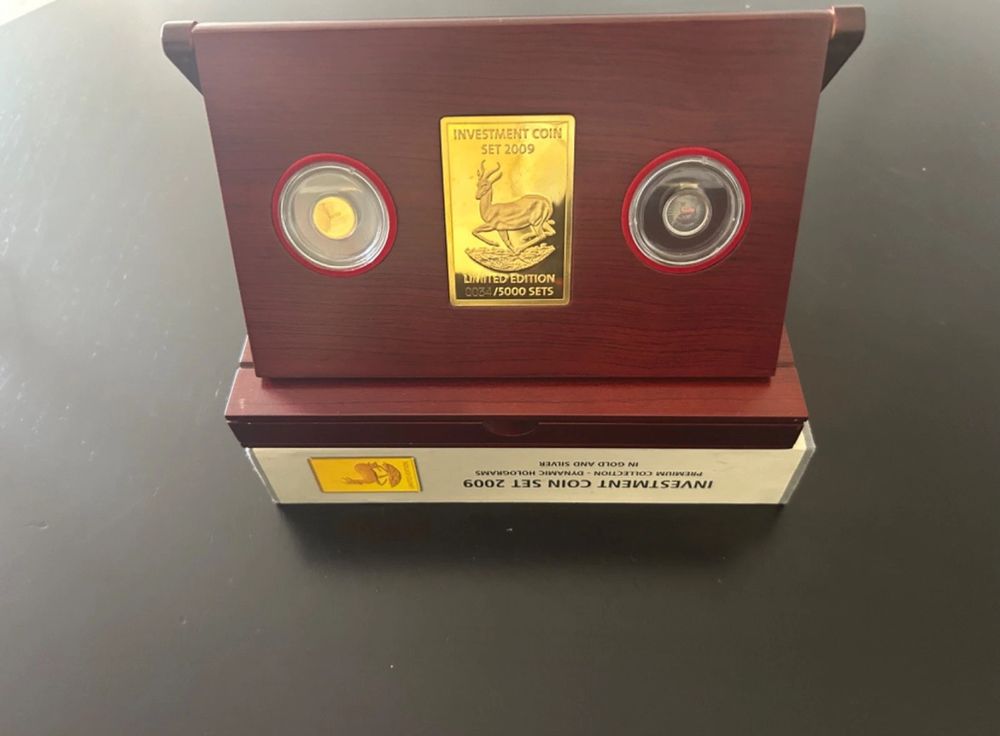 INVESTMENT COIN
SET 2009
LIMITED EDITION
0034/5000 SETS
INVESTMENT COIN SET 2009
PREMIUM COLLECTION - DYNAMIC HOLOGRAMS
IN GOLD AND SILVER